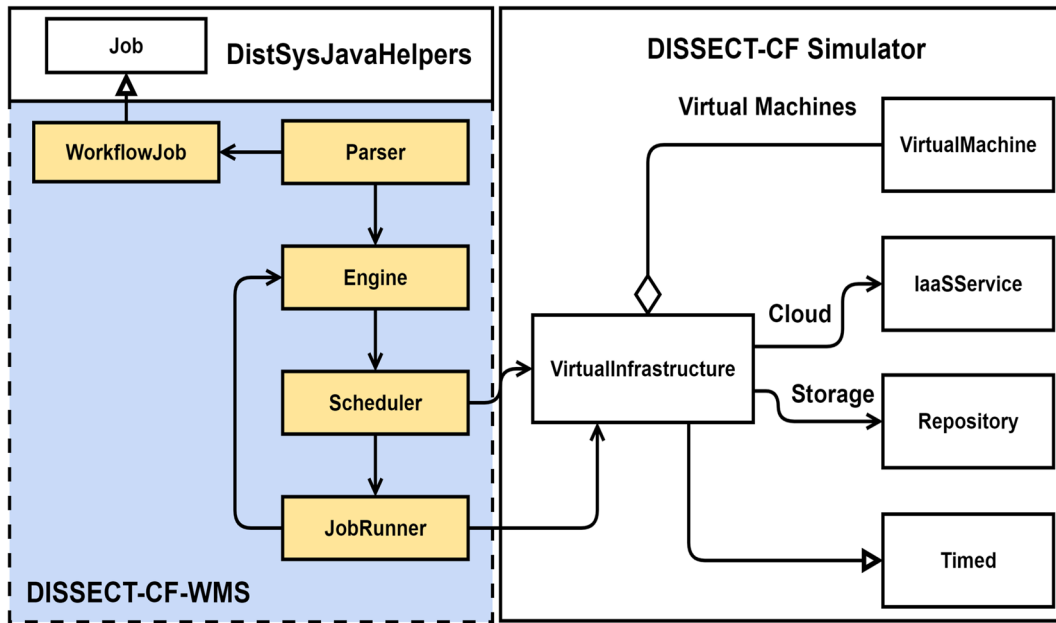 Job
DistSysJavaHelpers
WorkflowJob
Parser
Engine
Scheduler
JobRunner
DISSECT-CF-WMS
DISSECT-CF Simulator
Virtual Machines
VirtualMachine
IaaSService
Cloud
VirtualInfrastructure
Storage
Repository
Timed